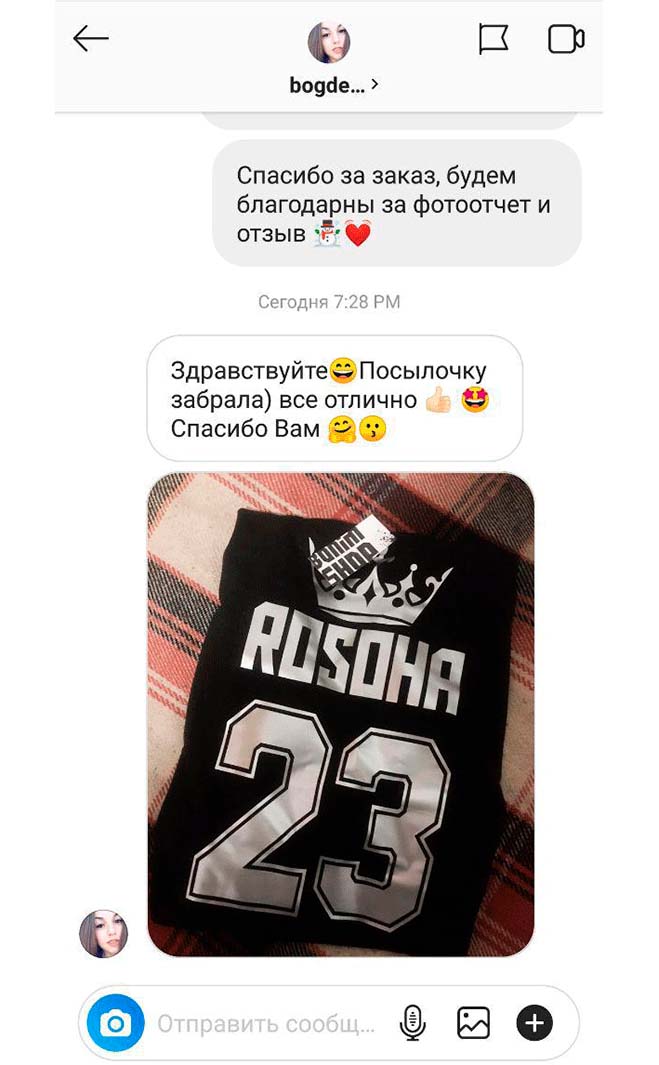 bogde... >
Спасибо за заказ, будем
благодарны за фотоотчет и
отзыв ⛄💓
Сегодня 7:28 PM
Здравствуйте😄Посылочку
забрала) все отлично 👍🏻 🤩
Спасибо Вам 🤗😗
BUNINI
SHOP
ROSOHA
23
Отправить сообщ...